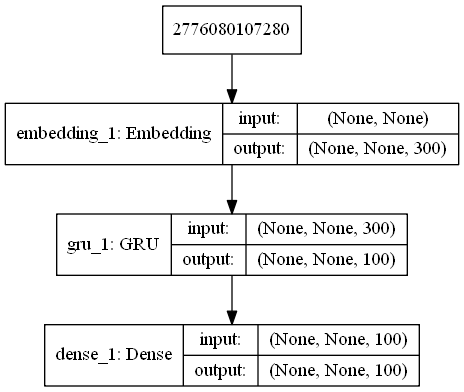 2776080107280
embedding_1: Embedding
input: (None, None)
output: (None, None, 300)
gru_1: GRU
input: (None, None, 300)
output: (None, None, 100)
dense_1: Dense
input: (None, None, 100)
output: (None, None, 100)